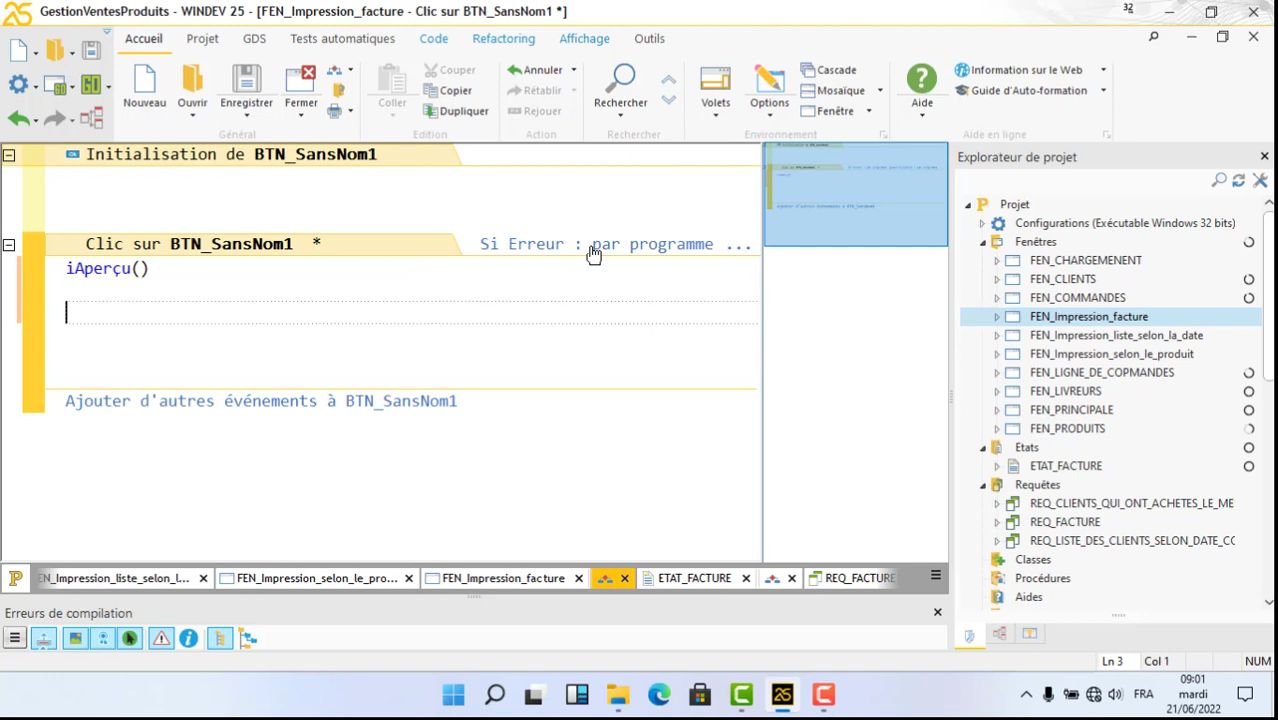 GestionVentesProduits - WINDEV 25 - [FEN_Impression_facture - Clic sur BTN_SansNom1 *]
32
Accueil Projet GDS Tests automatiques Code Refactoring Affichage Outils
Nouveau Ouvrir Enregistrer Fermer
Général
Coller
Couper
Copier
Dupliquer
Edition
Annuler
Rétablir
Rejouer
Action
Rechercher
Rechercher
Volets Options
Cascade
Mosaïque
Fenêtre
Environnement
Aide
Information sur le Web
Guide d'Auto-formation
Aide en ligne
Initialisation de BTN_SansNom1
Clic sur BTN_SansNom1 * Si Erreur : par programme ...
iAperçu()
Ajouter d'autres événements à BTN_SansNom1
Explorateur de projet
Projet
Configurations (Exécutable Windows 32 bits)
Fenêtres
FEN_CHARGEMENENT
FEN_CLIENTS
FEN_COMMANDES
FEN_Impression_facture
FEN_Impression_liste_selon_la_date
FEN_Impression_selon_le_produit
FEN_LIGNE_DE_COPMANDES
FEN_LIVREURS
FEN_PRINCIPALE
FEN_PRODUITS
Etats
ETAT_FACTURE
Requêtes
REQ_CLIENTS_QUI_ONT_ACHETES_LE_ME
REQ_FACTURE
REQ_LISTE_DES_CLIENTS_SELON_DATE_CO
Classes
Procédures
Aides
EN_Impression_liste_selon_l... FEN_Impression_selon_le_pro... FEN_Impression_facture ETAT_FACTURE REQ_FACTURE
Erreurs de compilation
Ln 3 Col 1 NUM
FRA
09:01
mardi
21/06/2022